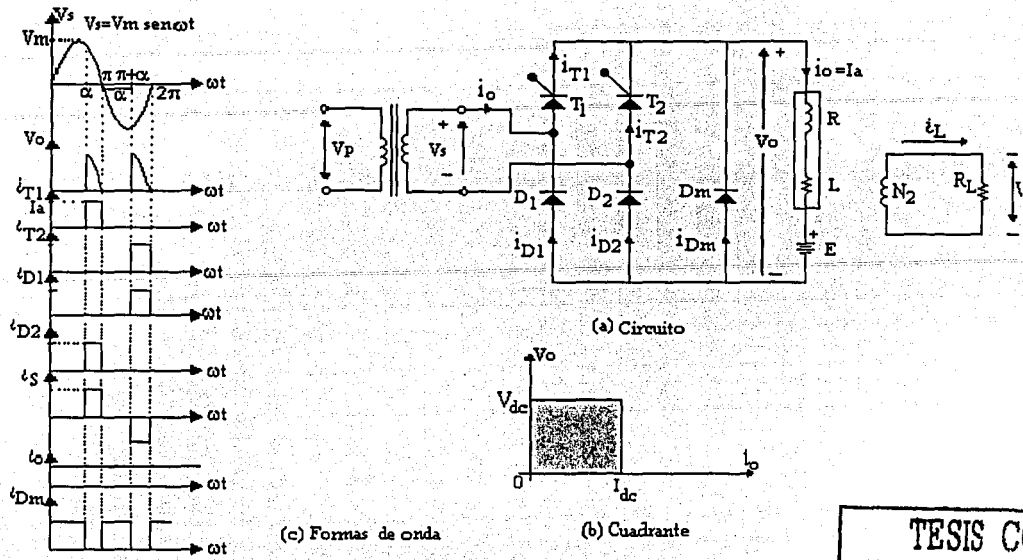 Vs
Vs=Vm senωt
Vm
α
π
π+α
α
2π
ωt
Vo
ωt
iT1
Ia
ωt
iT2
ωt
iD1
ωt
iD2
ωt
iS
ωt
io
ωt
iDm
ωt
(c) Formas de onda
Vp
+
Vs
-
io
iT1
T1
T2
iT2
D1
D2
Dm
iD1
iD2
iDm
+
Vo
-
io=Ia
R
L
+
E
(a) Circuito
iL
N2
RL
V
Vo
Vdc
0
Idc
io
(b) Cuadrante
TESIS CO